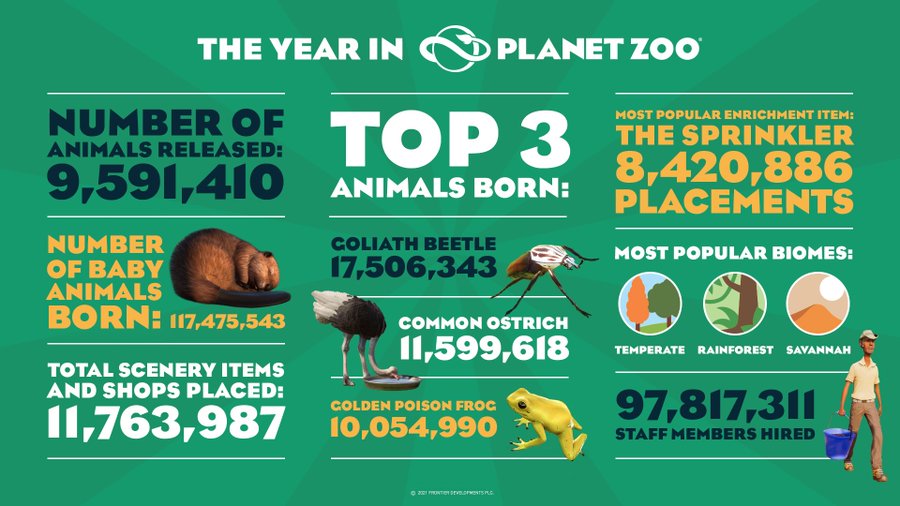 THE YEAR IN PLANET ZOO®
NUMBER OF
ANIMALS RELEASED:
9,591,410
NUMBER
OF BABY
ANIMALS
BORN: 117,475,543
TOTAL SCENERY ITEMS
AND SHOPS PLACED:
11,763,987
TOP 3
ANIMALS BORN:
GOLIATH BEETLE
17,506,343
COMMON OSTRICH
11,599,618
GOLDEN POISON FROG
10,054,990
MOST POPULAR ENRICHMENT ITEM:
THE SPRINKLER
8,420,886
PLACEMENTS
MOST POPULAR BIOMES:
TEMPERATE RAINFOREST SAVANNAH
97,817,311
STAFF MEMBERS HIRED
© 2021 FRONTIER DEVELOPMENTS PLC.